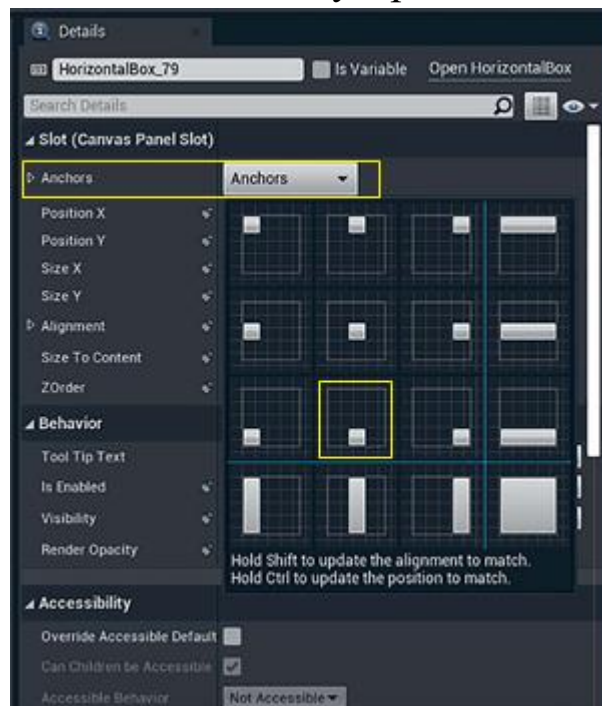 Details
HorizontalBox_79 Is Variable Open HorizontalBox
Search Details
Slot (Canvas Panel Slot)
Anchors Anchors
Position X
Position Y
Size X
Size Y
Alignment
Size To Content
ZOrder
Behavior
Tool Tip Text
Is Enabled
Visibility
Render Opacity
Hold Shift to update the alignment to match.
Hold Ctrl to update the position to match.
Accessibility
Override Accessible Default
Can Children be Accessible
Accessible Behavior Not Accessible